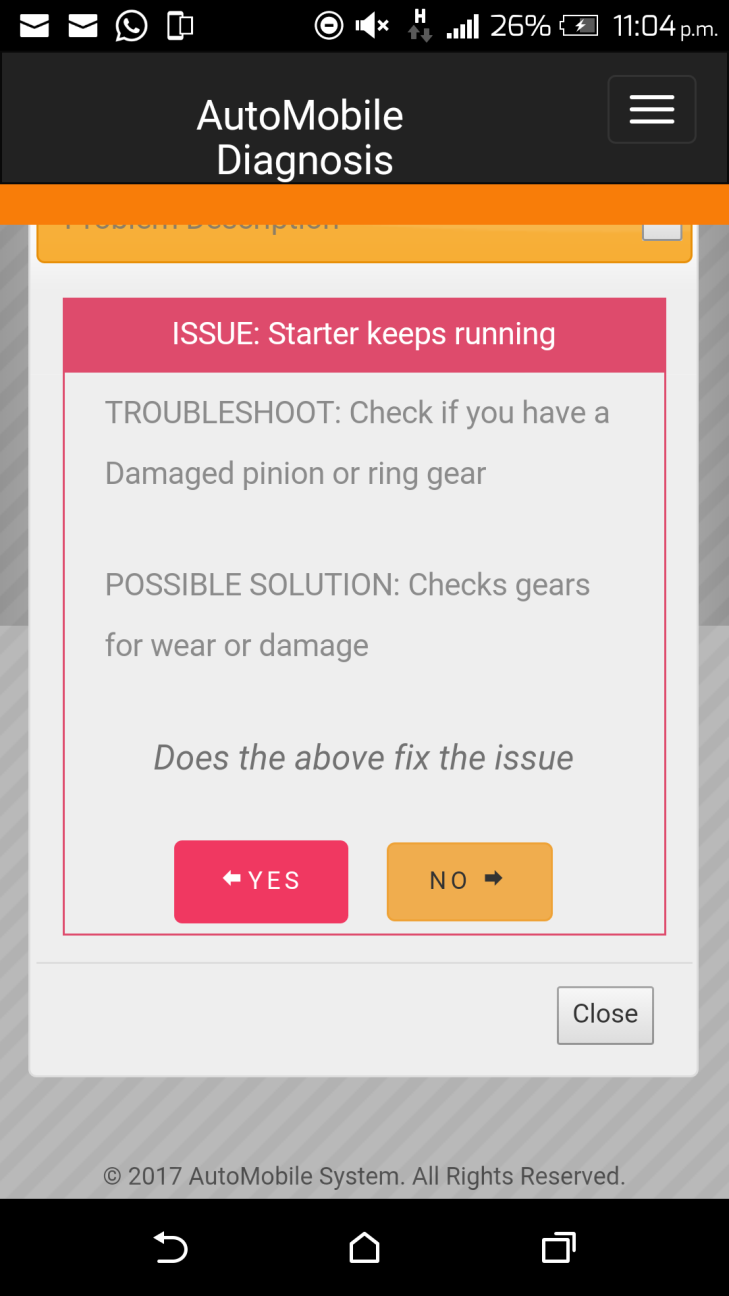 H
26%
11:04 p.m.
AutoMobile
Diagnosis
Problem Description
ISSUE: Starter keeps running
TROUBLESHOOT: Check if you have a
Damaged pinion or ring gear
POSSIBLE SOLUTION: Checks gears
for wear or damage
Does the above fix the issue
YES
NO
Close
© 2017 AutoMobile System. All Rights Reserved.